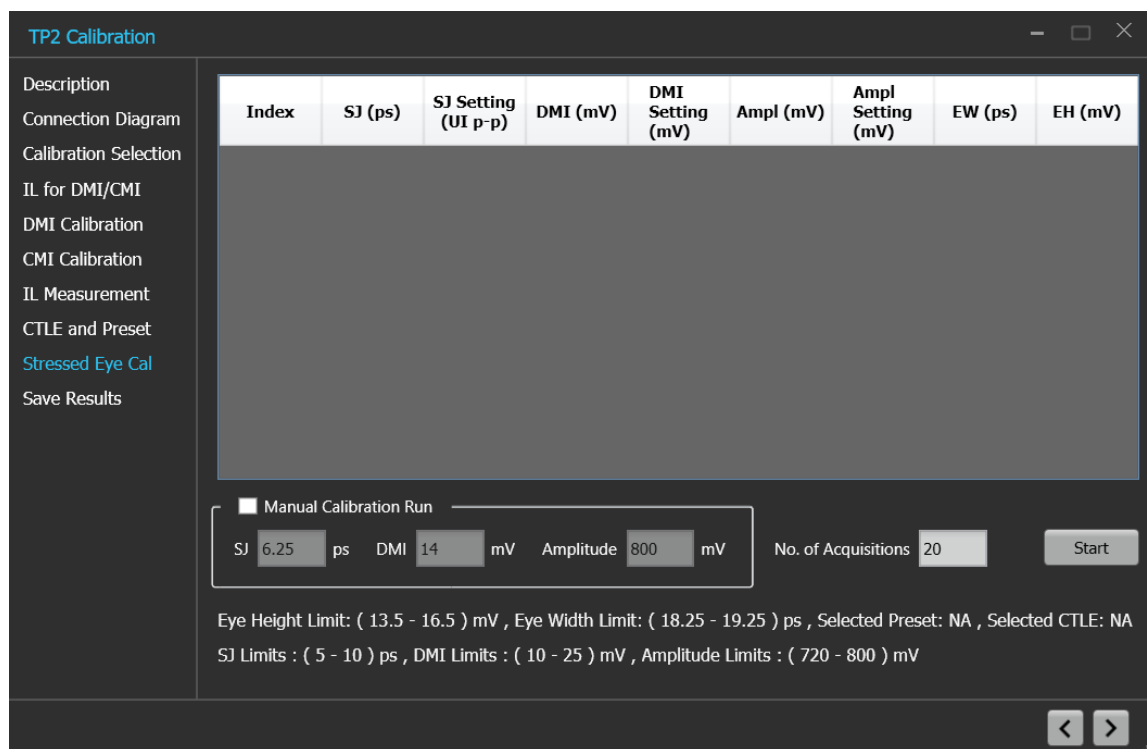 TP2 Calibration
Description
Connection Diagram
Calibration Selection
IL for DMI/CMI
DMI Calibration
CMI Calibration
IL Measurement
CTLE and Preset
Stressed Eye Cal
Save Results
Index
SJ (ps)
SJ Setting
(UI p-p)
DMI (mV)
DMI
Setting
(mV)
Ampl (mV)
Ampl
Setting
(mV)
EW (ps)
EH (mV)
Manual Calibration Run
SJ 6.25 ps DMI 14 mV Amplitude 800 mV No. of Acquisitions 20 Start
Eye Height Limit: ( 13.5 - 16.5 ) mV , Eye Width Limit: ( 18.25 - 19.25 ) ps , Selected Preset: NA , Selected CTLE: NA
SJ Limits : ( 5 - 10 ) ps , DMI Limits : ( 10 - 25 ) mV , Amplitude Limits : ( 720 - 800 ) mV